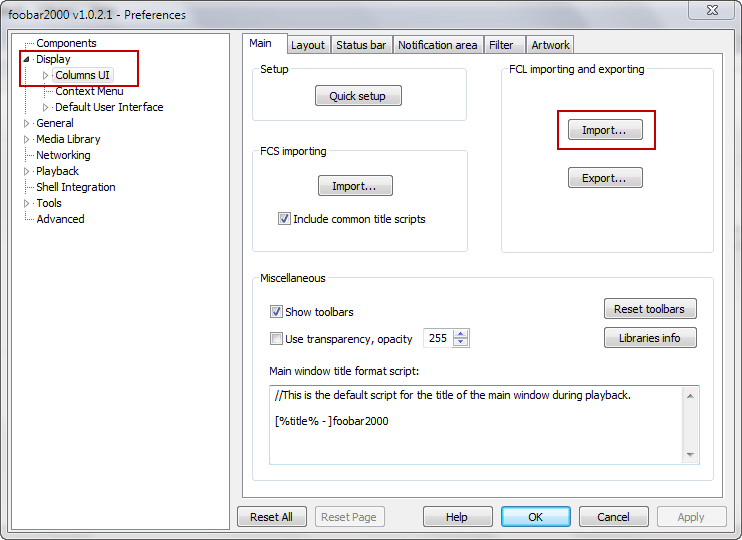 foobar2000 v1.0.2.1 - Preferences
Components
Display
Columns UI
Context Menu
Default User Interface
General
Media Library
Networking
Playback
Shell Integration
Tools
Advanced
Main
Layout
Status bar
Notification area
Filter
Artwork
Setup
Quick setup
FCL importing and exporting
Import...
Export...
FCS importing
Import...
Include common title scripts
Miscellaneous
Show toolbars
Reset toolbars
Use transparency, opacity
255
Libraries info
Main window title format script:
//This is the default script for the title of the main window during playback.
[%title% - ]foobar2000
Reset All
Reset Page
Help
OK
Cancel
Apply